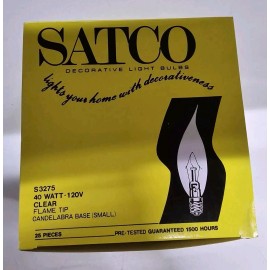 SATCO
DECORATIVE LIGHT BULBS
lights your home with decorativeness
S3275
40 WATT-120V
CLEAR
FLAME TIP
CANDELABRA BASE (SMALL)
25 PIECES
PRE-TESTED GUARANTEED 1500 HOURS